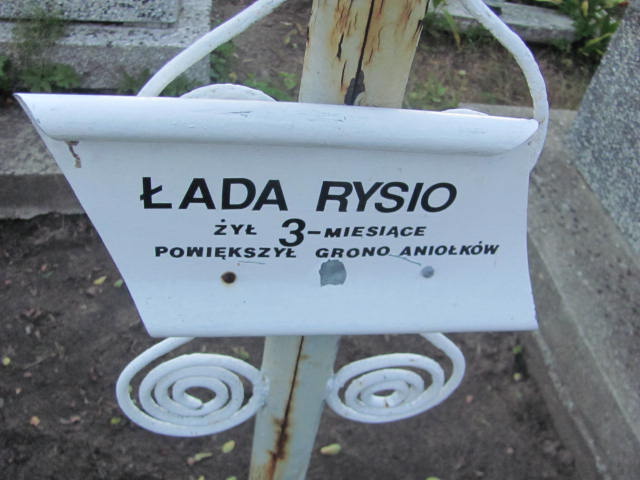 ŁADA RYSIO
ŻYŁ 3-MIESIĄCE
POWIĘKSZYŁ GRONO ANIOŁKÓW